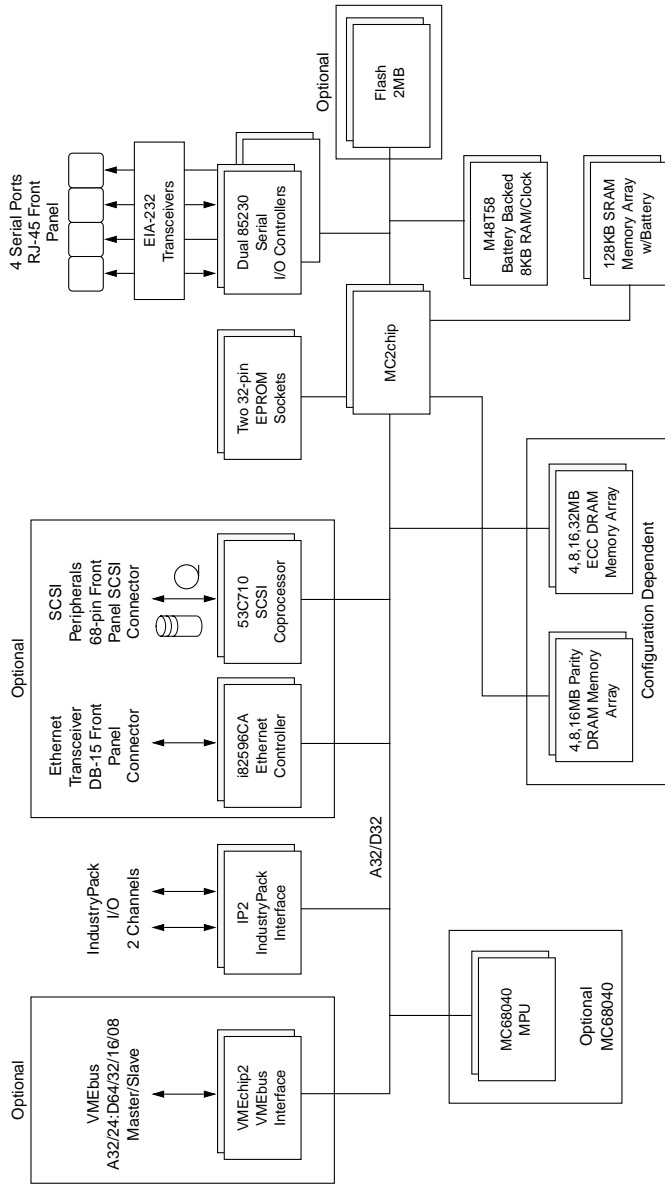 Optional
VMEbus
A32/24:D64/32/16/08
Master/Slave
VMEchip2
VMEbus
Interface
IndustryPack
I/O
2 Channels
IP2
IndustryPack
Interface
Optional
Ethernet
Transceiver
DB-15 Front
Panel
Connector
i82596CA
Ethernet
Controller
SCSI
Peripherals
68-pin Front
Panel SCSI
Connector
53C710
SCSI
Coprocessor
Two 32-pin
EPROM
Sockets
4 Serial Ports
RJ-45 Front
Panel
EIA-232
Transceivers
Dual 85230
Serial
I/O Controllers
Optional
Flash
2MB
A32/D32
MC2chip
M48T58
Battery Backed
8KB RAM/Clock
128KB SRAM
Memory Array
w/Battery
MC68040
MPU
Optional
MC68040
4,8,16MB Parity
DRAM Memory
Array
4,8,16,32MB
ECC DRAM
Memory Array
Configuration Dependent